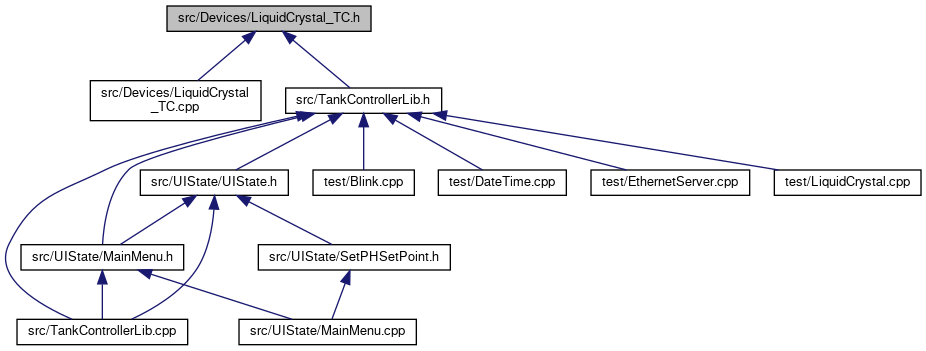 src/Devices/LiquidCrystal_TC.h
src/Devices/LiquidCrystal
_TC.cpp
src/TankControllerLib.h
src/UIState/UIState.h
test/Blink.cpp
test/DateTime.cpp
test/EthernetServer.cpp
test/LiquidCrystal.cpp
src/UIState/MainMenu.h
src/UIState/SetPHSetPoint.h
src/TankControllerLib.cpp
src/UIState/MainMenu.cpp